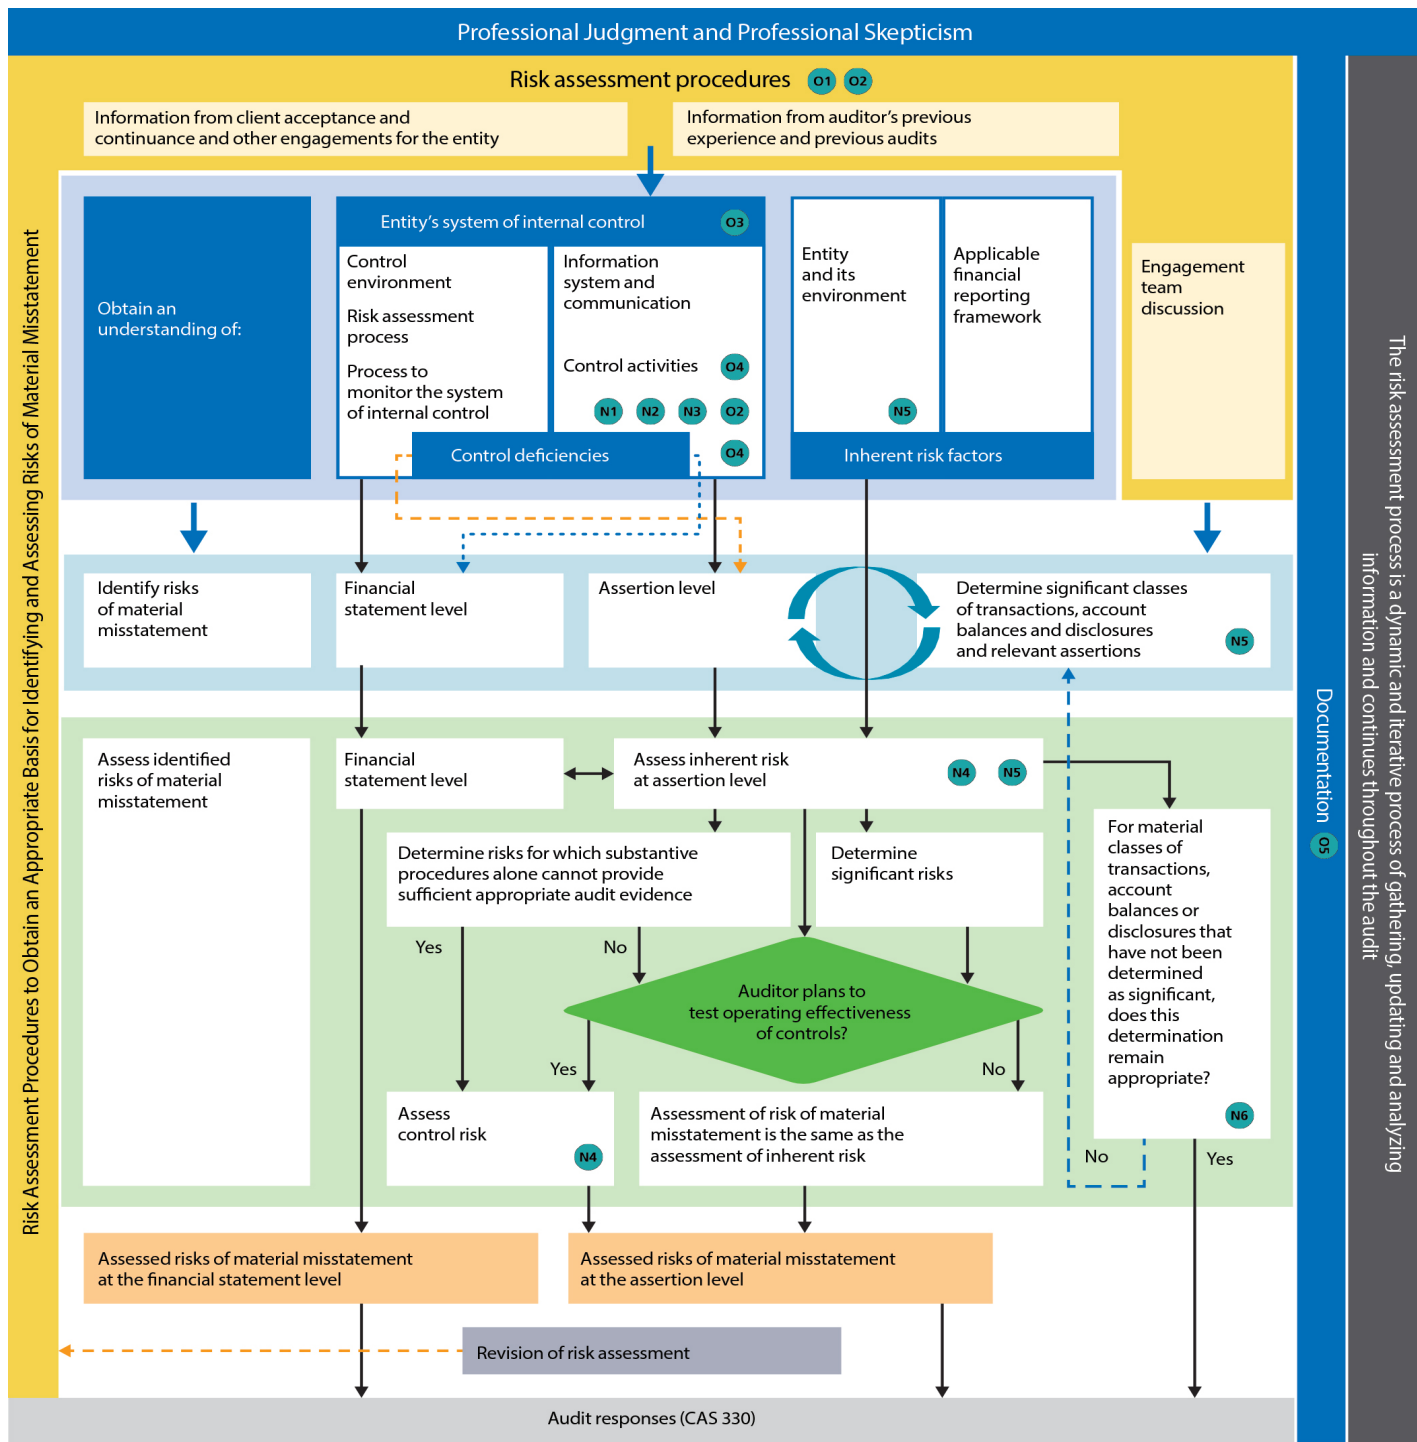 Professional Judgment and Professional Skepticism
Risk assessment procedures O1 O2
Information from client acceptance and
continuance and other engagements for the entity
Information from auditor’s previous
experience and previous audits
Risk Assessment Procedures to Obtain an Appropriate Basis for Identifying and Assessing Risks of Material Misstatement
Obtain an
understanding of:
Entity’s system of internal control O3
Control
environment
Risk assessment
process
Process to
monitor the system
of internal control
Information
system and
communication
Control activities O4
N1 N2 N3 O2
Control deficiencies O4
Entity
and its
environment
N5
Applicable
financial
reporting
framework
Inherent risk factors
Engagement
team
discussion
Identify risks
of material
misstatement
Financial
statement level
Assertion level
Determine significant classes
of transactions, account
balances and disclosures
and relevant assertions
N5
Assess identified
risks of material
misstatement
Financial
statement level
Assess inherent risk
at assertion level
N4 N5
Determine risks for which substantive
procedures alone cannot provide
sufficient appropriate audit evidence
Determine
significant risks
For material
classes of
transactions,
account
balances or
disclosures that
have not been
determined
as significant,
does this
determination
remain
appropriate?
N6
Yes
No
Auditor plans to
test operating effectiveness
of controls?
Yes
No
Assess
control risk
N4
Assessment of risk of material
misstatement is the same as the
assessment of inherent risk
No
Yes
Assessed risks of material misstatement
at the financial statement level
Assessed risks of material misstatement
at the assertion level
Revision of risk assessment
Audit responses (CAS 330)
Documentation O5
The risk assessment process is a dynamic and iterative process of gathering, updating and analyzing
information and continues throughout the audit